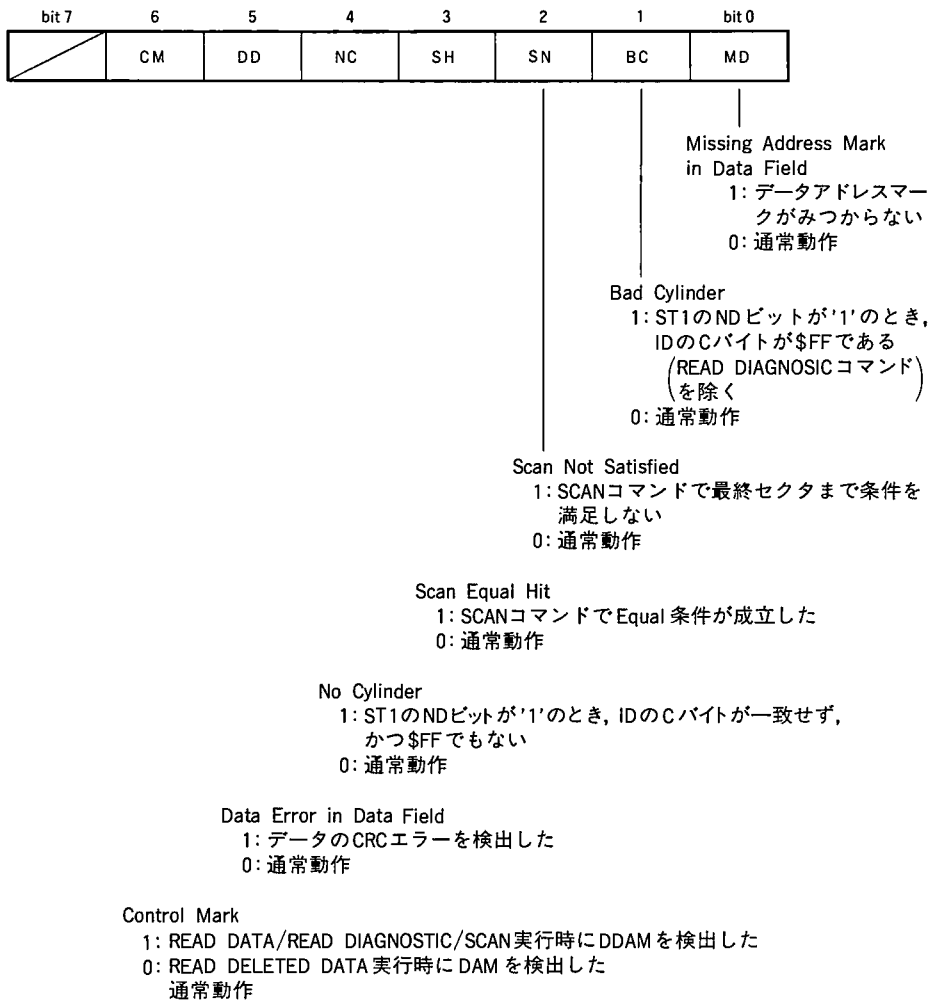 bit 7 6 5 4 3 2 1 bit 0
CM DD NC SH SN BC MD
Missing Address Mark
in Data Field
1: データアドレスマー
クがみつからない
0: 通常動作
Bad Cylinder
1: ST1のNDビットが'1'のとき,
IDのCバイトが$FFである
(READ DIAGNOSICコマンド
を除く)
0: 通常動作
Scan Not Satisfied
1: SCANコマンドで最終セクタまで条件を
満足しない
0: 通常動作
Scan Equal Hit
1: SCANコマンドでEqual 条件が成立した
0: 通常動作
No Cylinder
1: ST1のNDビットが'1'のとき, IDのCバイトが一致せず,
かつ$FFでもない
0: 通常動作
Data Error in Data Field
1: データのCRCエラーを検出した
0: 通常動作
Control Mark
1: READ DATA/READ DIAGNOSTIC/SCAN実行時にDDAMを検出した
0: READ DELETED DATA実行時にDAMを検出した
通常動作